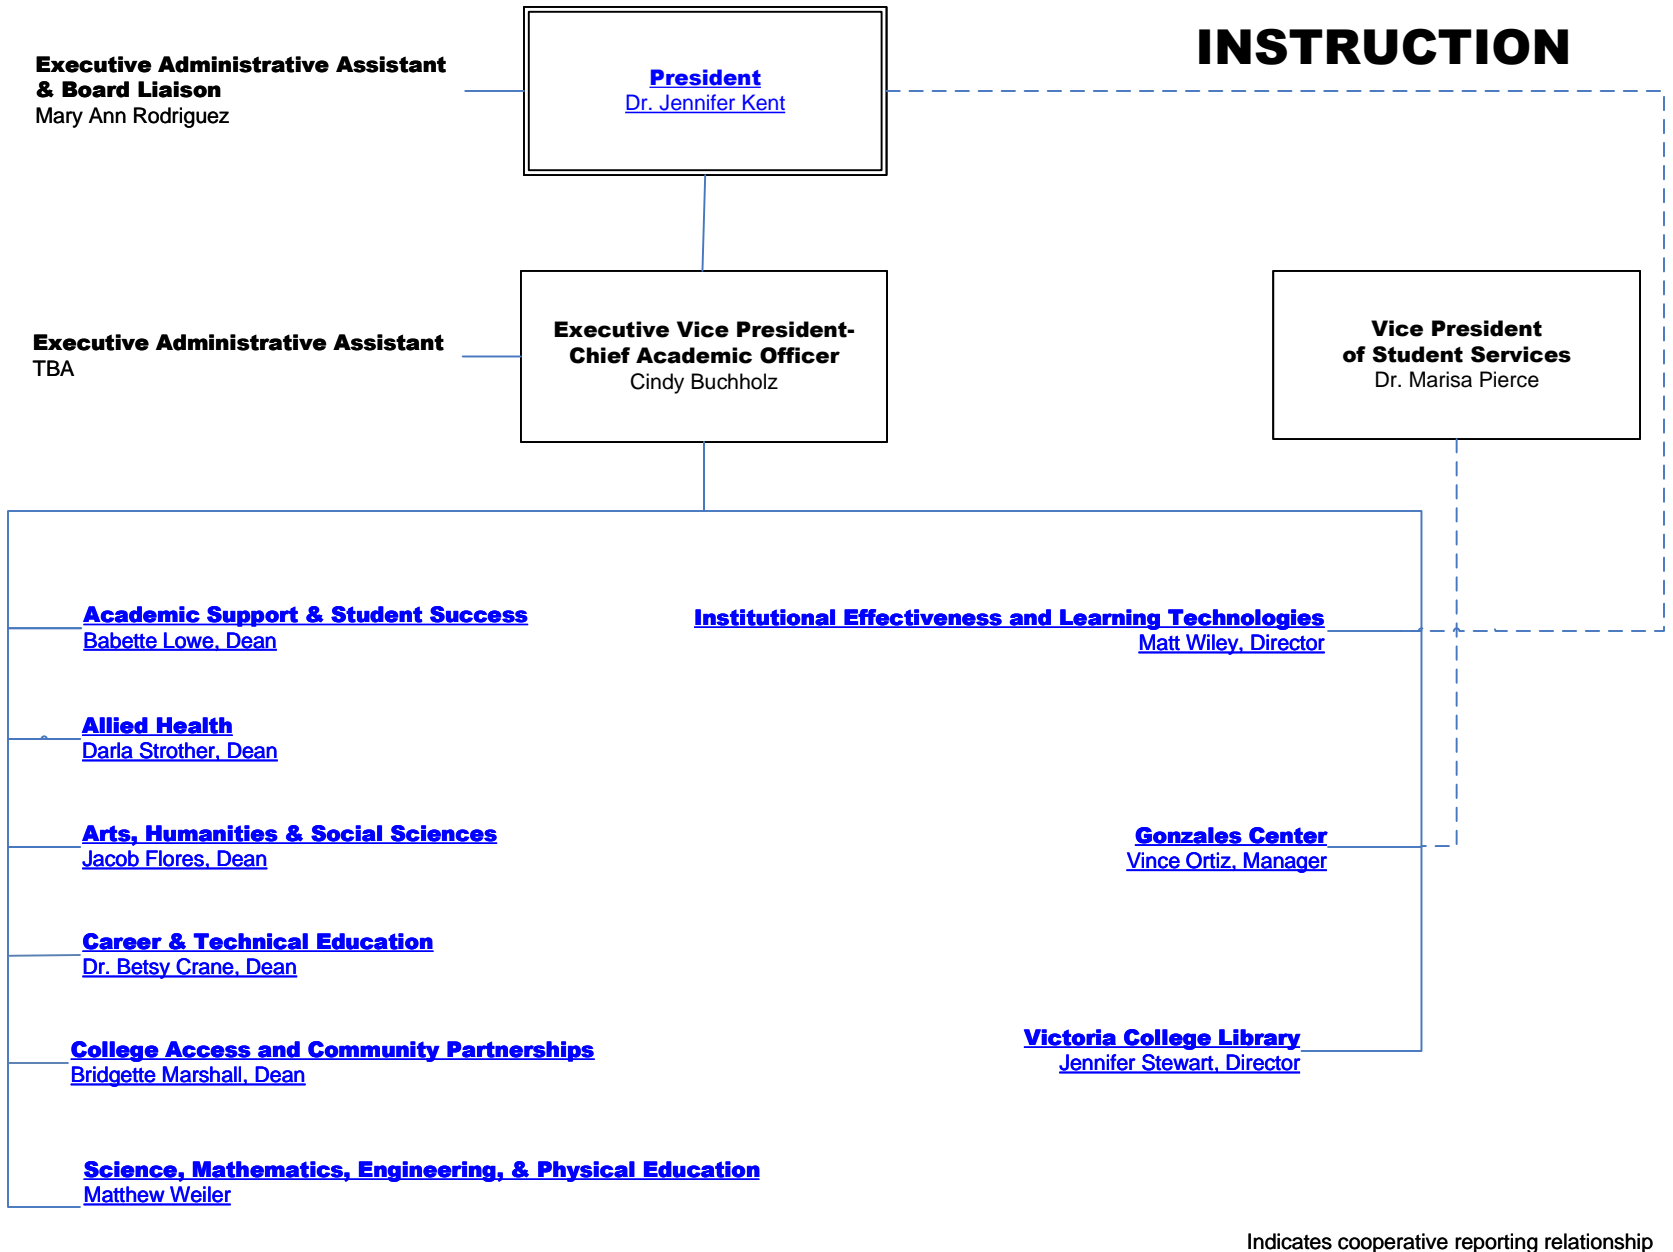 INSTRUCTION
Executive Administrative Assistant
& Board Liaison
Mary Ann Rodriguez
President
Dr. Jennifer Kent
Executive Administrative Assistant
TBA
Executive Vice President-
Chief Academic Officer
Cindy Buchholz
Vice President
of Student Services
Dr. Marisa Pierce
Academic Support & Student Success
Babette Lowe, Dean
Allied Health
Darla Strother, Dean
Arts, Humanities & Social Sciences
Jacob Flores, Dean
Career & Technical Education
Dr. Betsy Crane, Dean
College Access and Community Partnerships
Bridgette Marshall, Dean
Science, Mathematics, Engineering, & Physical Education
Matthew Weiler
Institutional Effectiveness and Learning Technologies
Matt Wiley, Director
Gonzales Center
Vince Ortiz, Manager
Victoria College Library
Jennifer Stewart, Director
Indicates cooperative reporting relationship